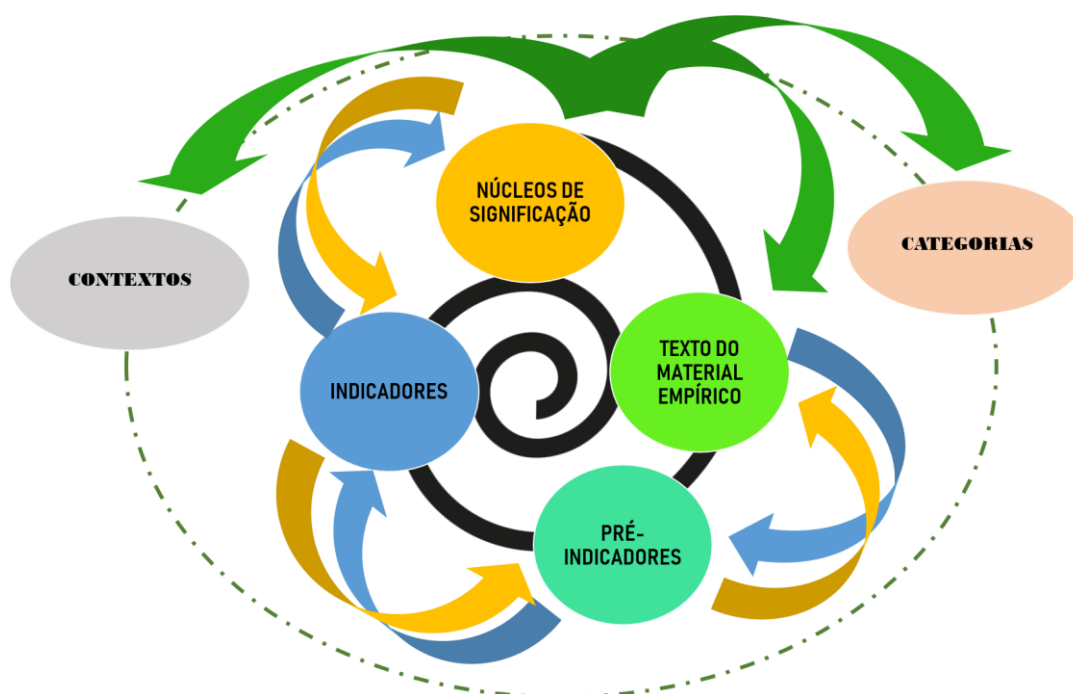 NÚCLEOS DE
SIGNIFICAÇÃO
CONTEXTOS
CATEGORIAS
INDICADORES
TEXTO DO
MATERIAL
EMPÍRICO
PRÉ-
INDICADORES